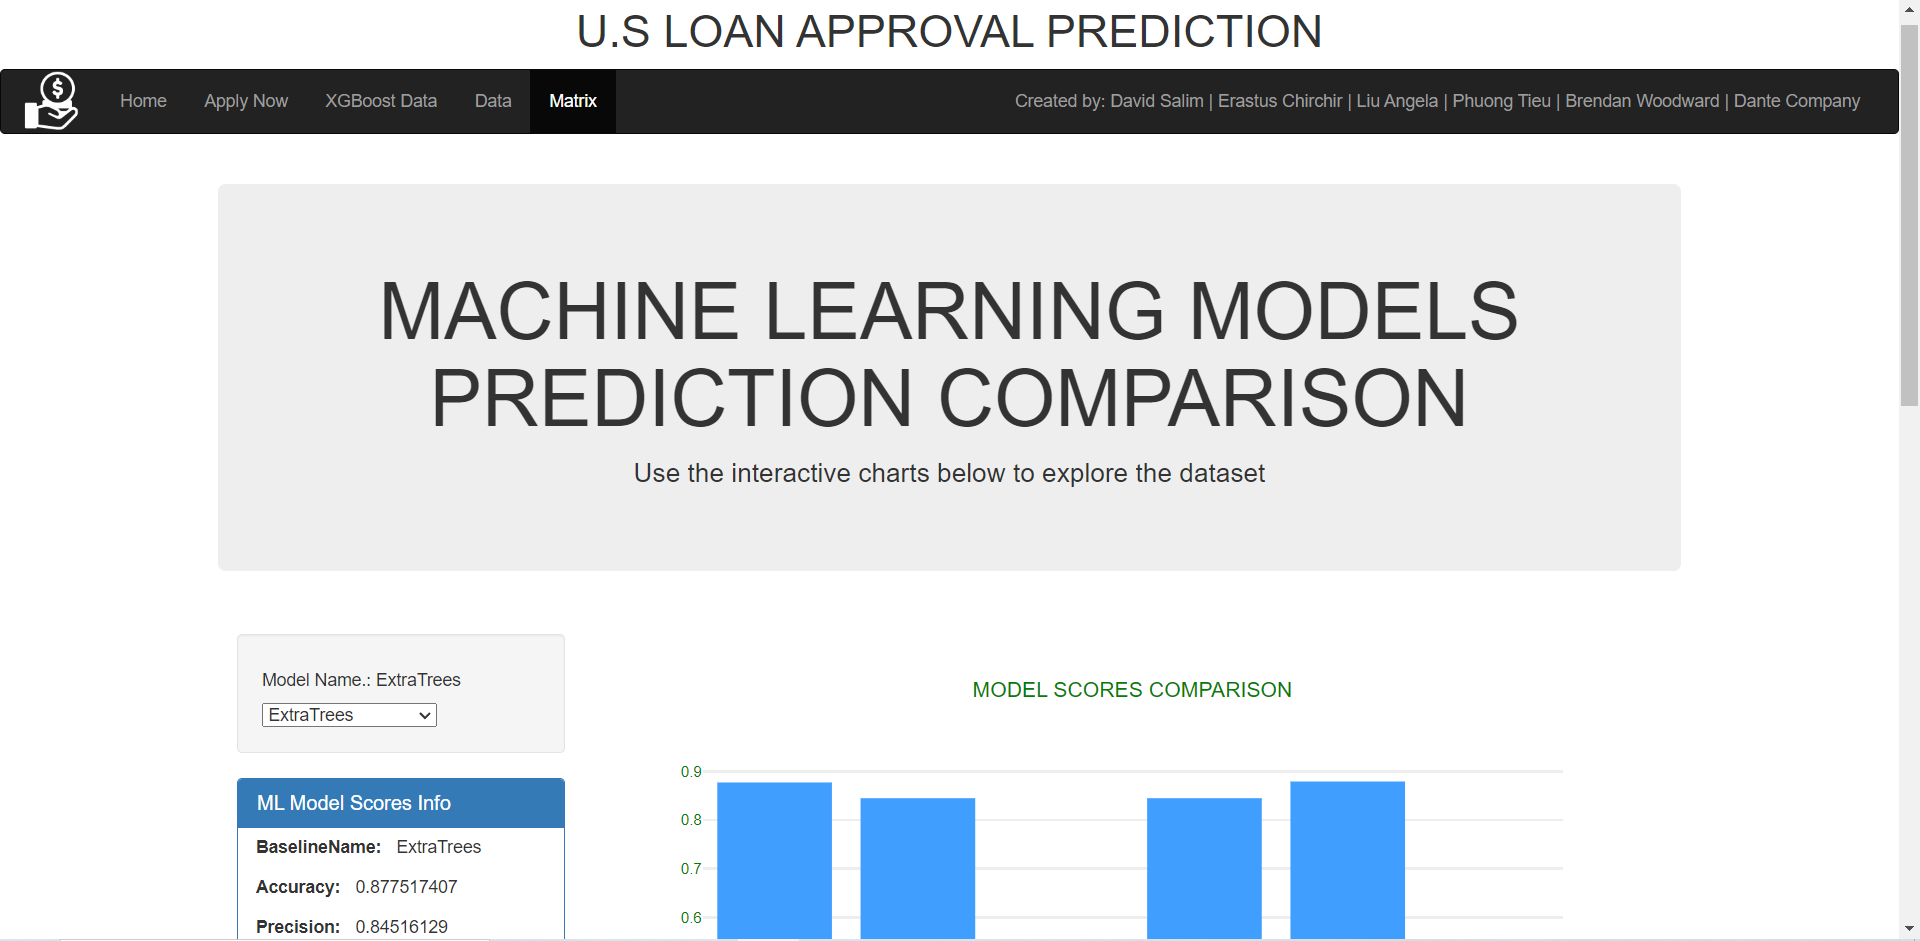 U.S LOAN APPROVAL PREDICTION
$
Home Apply Now XGBoost Data Data Matrix Created by: David Salim | Erastus Chirchir | Liu Angela | Phuong Tieu | Brendan Woodward | Dante Company
MACHINE LEARNING MODELS
PREDICTION COMPARISON
Use the interactive charts below to explore the dataset
Model Name.: ExtraTrees
ExtraTrees
ML Model Scores Info
BaselineName: ExtraTrees
Accuracy: 0.877517407
Precision: 0.84516129
MODEL SCORES COMPARISON
0.9
0.8
0.7
0.6